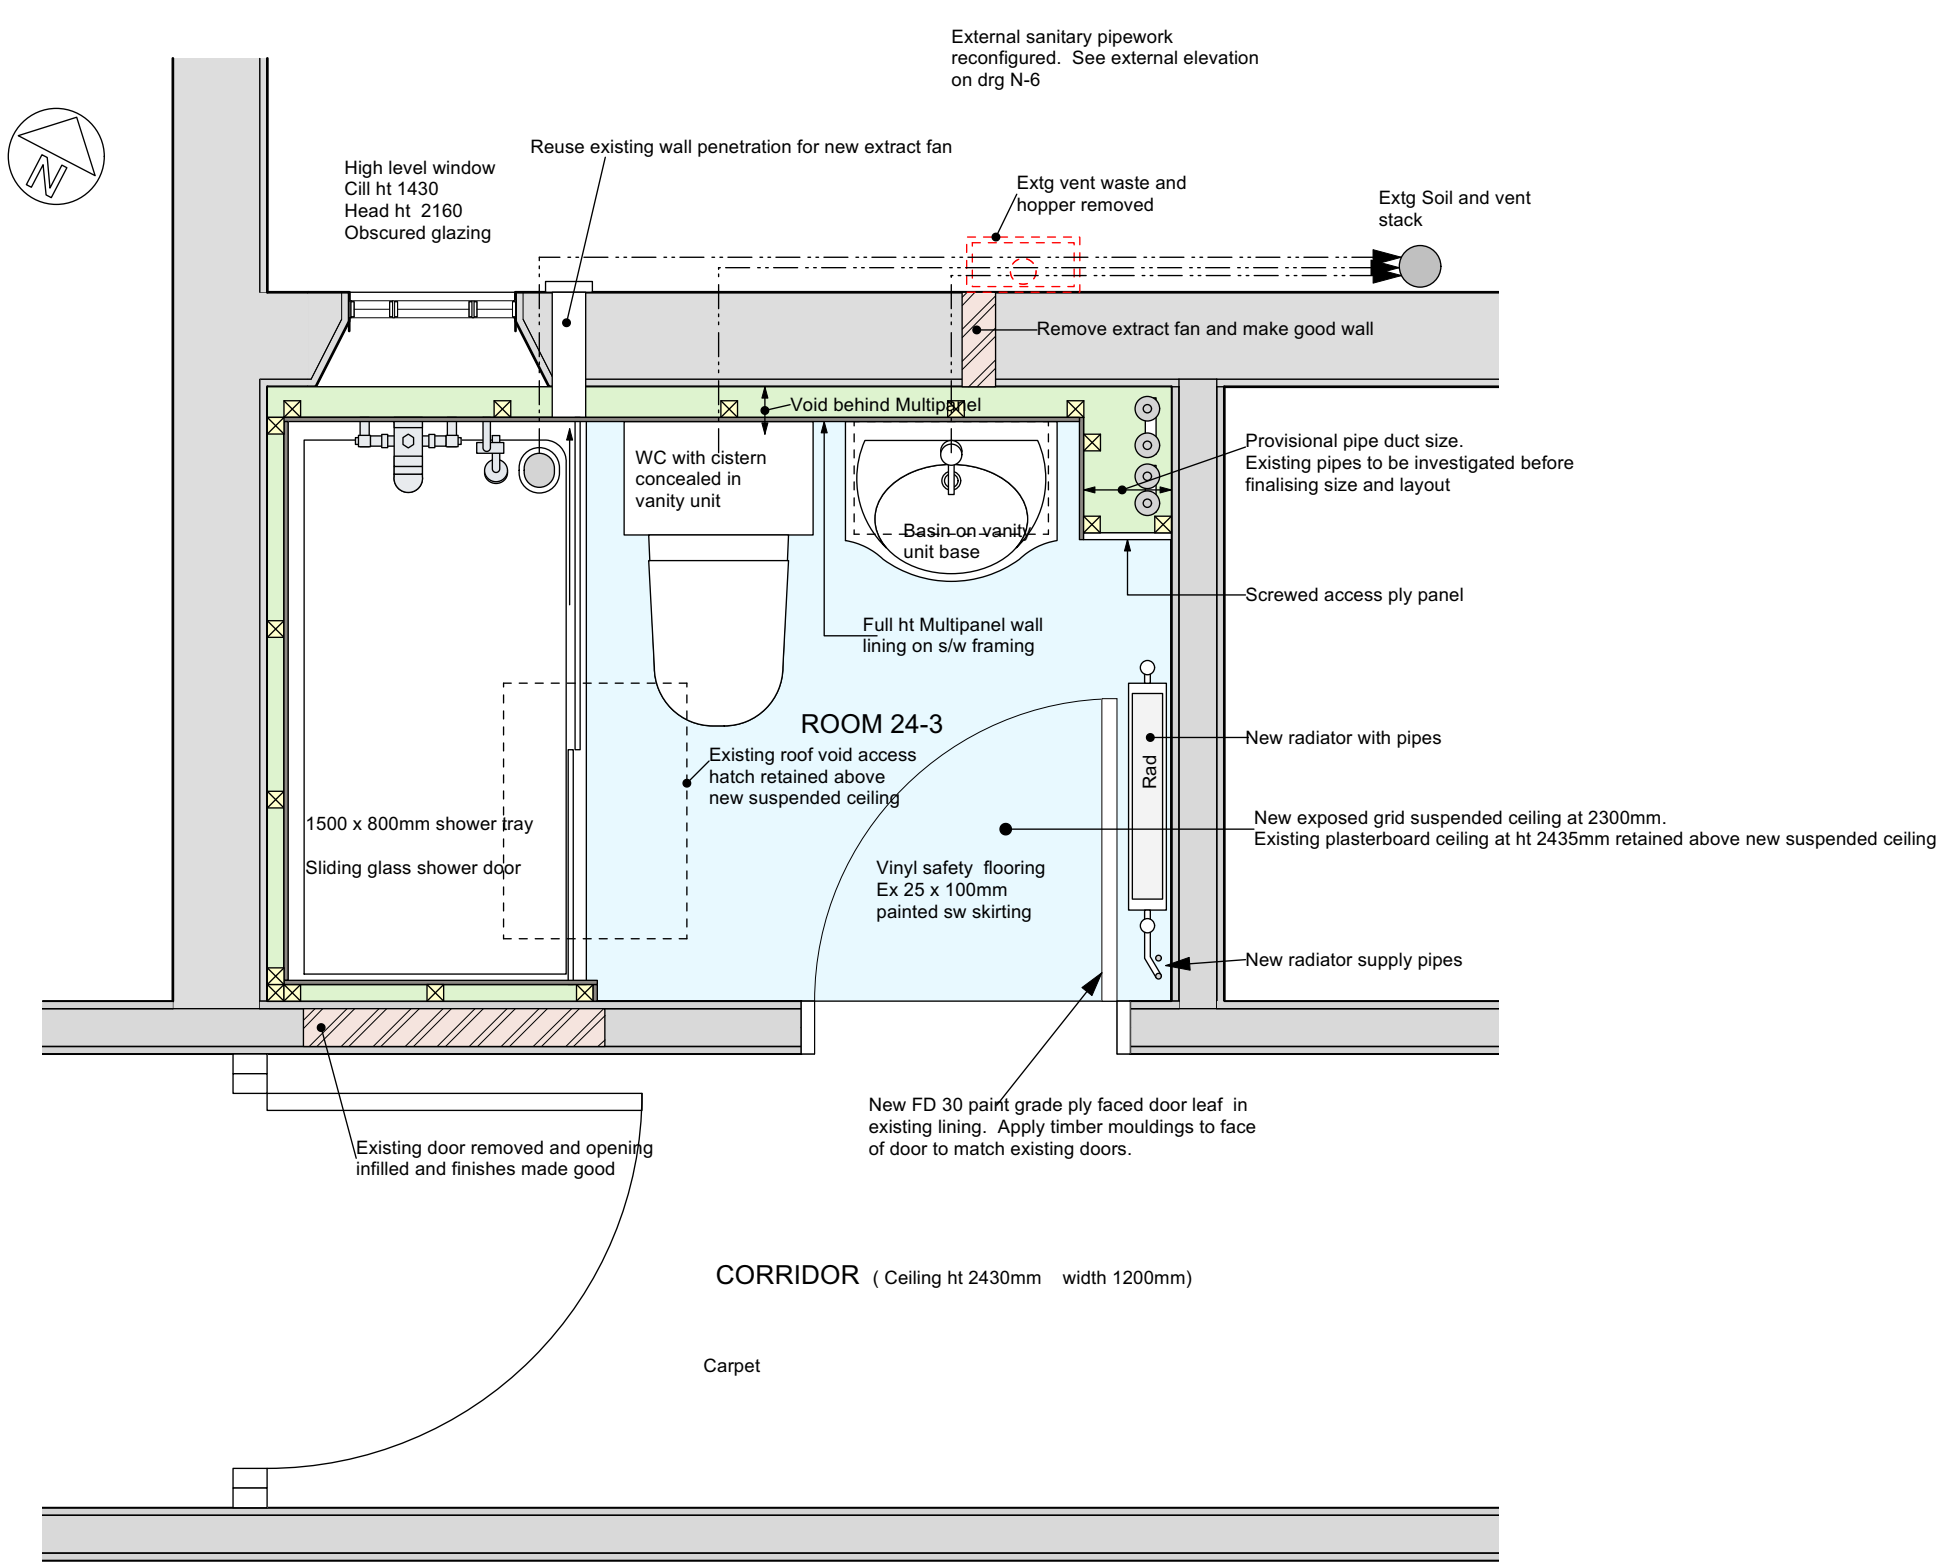 External sanitary pipework
reconfigured.  See external elevation
on drg N-6
N
Reuse existing wall penetration for new extract fan
High level window
Cill ht 1430
Head ht  2160
Obscured glazing
Extg vent waste and
hopper removed
Extg Soil and vent
stack
Remove extract fan and make good wall
Void behind Multipanel
WC with cistern
concealed in
vanity unit
Provisional pipe duct size.
Existing pipes to be investigated before
finalising size and layout
Basin on vanity
unit base
Screwed access ply panel
Full ht Multipanel wall
lining on s/w framing
ROOM 24-3
Existing roof void access
hatch retained above
new suspended ceiling
New radiator with pipes
Rad
1500 x 800mm shower tray
Sliding glass shower door
New exposed grid suspended ceiling at 2300mm.
Existing plasterboard ceiling at ht 2435mm retained above new suspended ceiling
Vinyl safety  flooring
Ex 25 x 100mm
painted sw skirting
New radiator supply pipes
New FD 30 paint grade ply faced door leaf  in
existing lining.  Apply timber mouldings to face
of door to match existing doors.
Existing door removed and opening
infilled and finishes made good
CORRIDOR  ( Ceiling ht 2430mm    width 1200mm)
Carpet